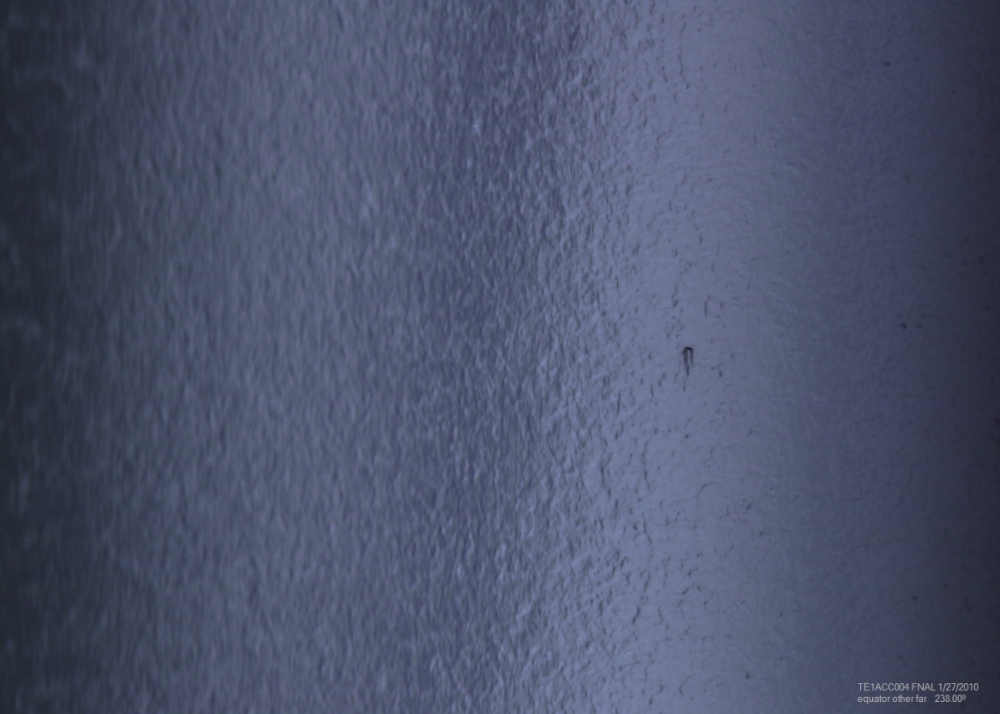 TE1ACC004 FNAL 1/27/2010
equator other far 238.00º